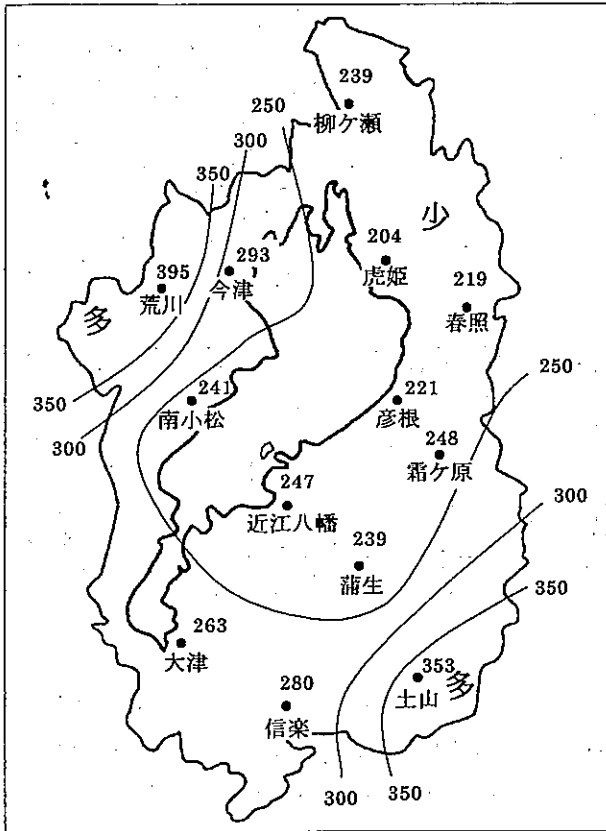 239
柳ケ瀬
250
300
350
少
204
虎姫
293
今津
395
荒川
多
219
春照
350
300
241
南小松
221
彦根
250
248
霜ケ原
247
近江八幡
300
239
蒲生
350
263
大津
353
土山
多
280
信楽
300
350